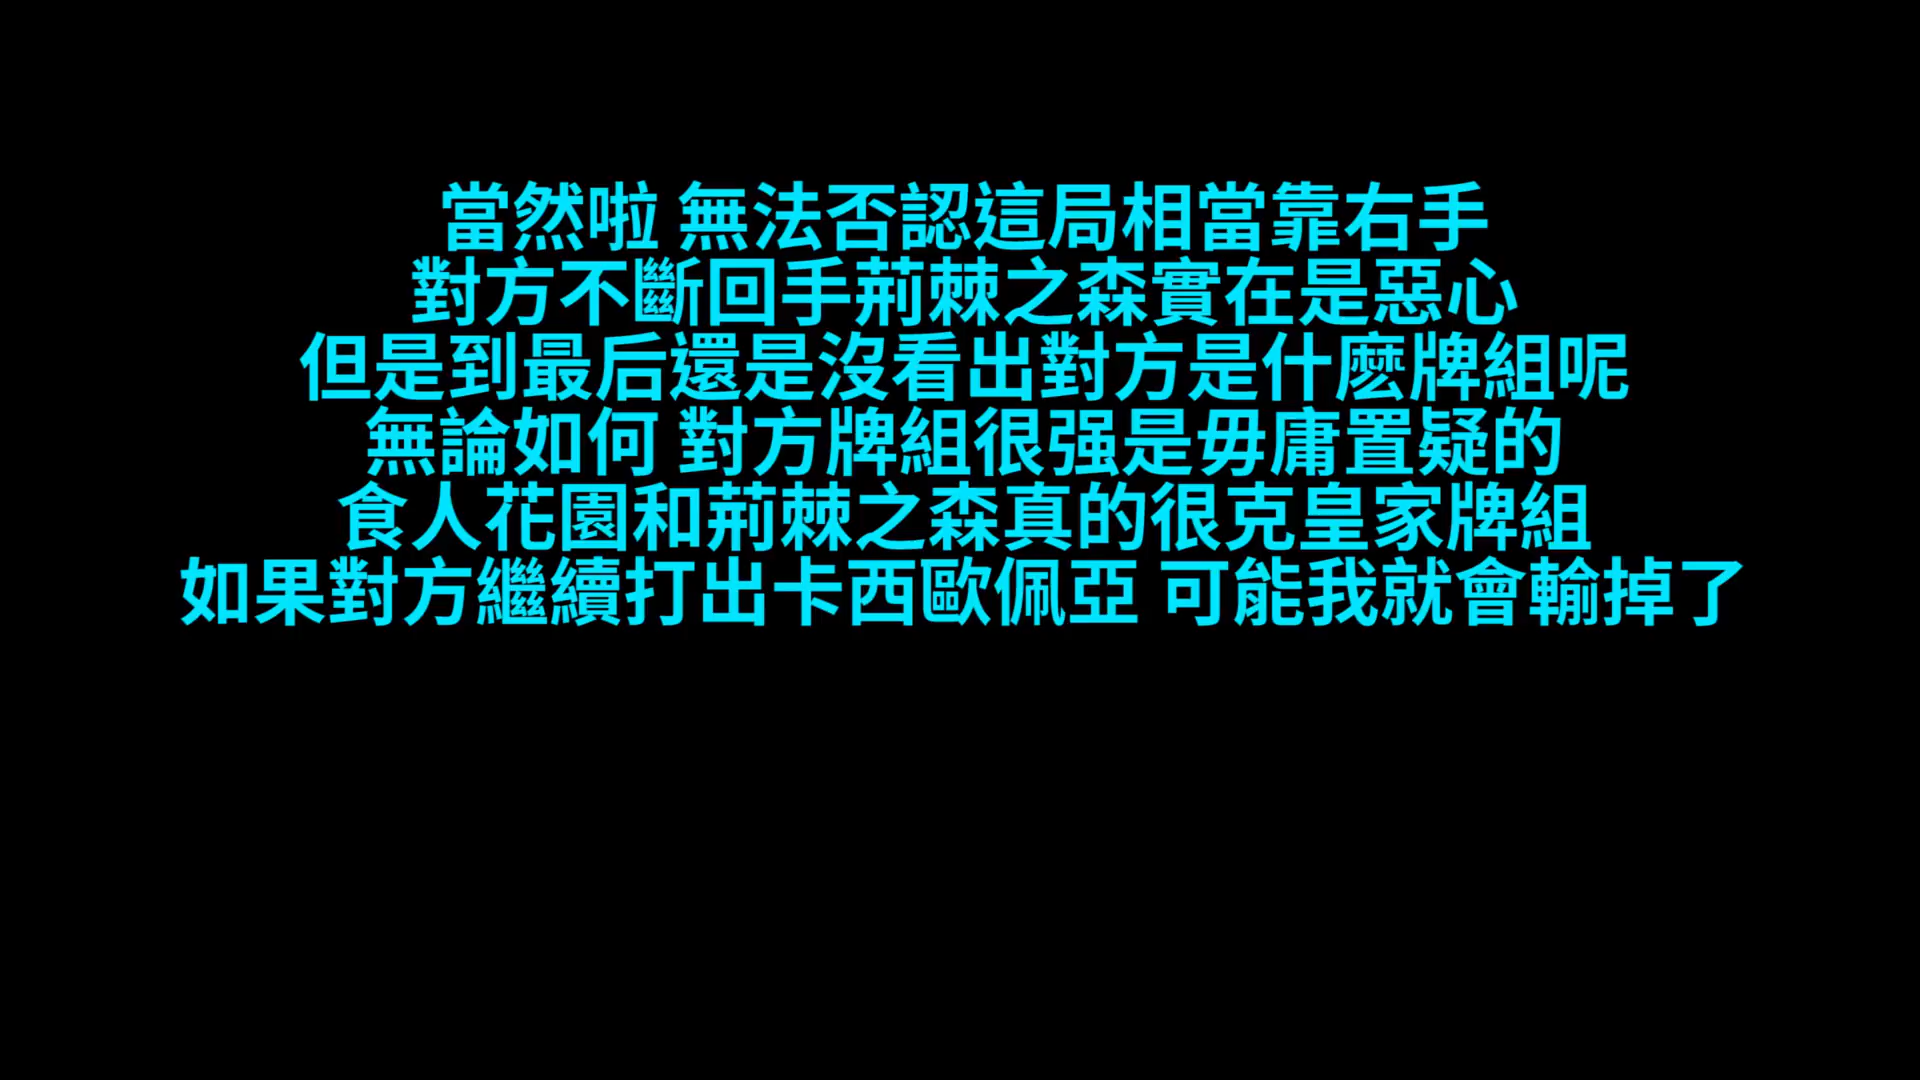 當然啦 無法否認這局相當靠右手
對方不斷回手荊棘之森實在是惡心
但是到最后還是沒看出對方是什麽牌組呢
無論如何 對方牌組很强是毋庸置疑的
食人花園和荊棘之森真的很克皇家牌組
如果對方繼續打出卡西歐佩亞 可能我就會輸掉了